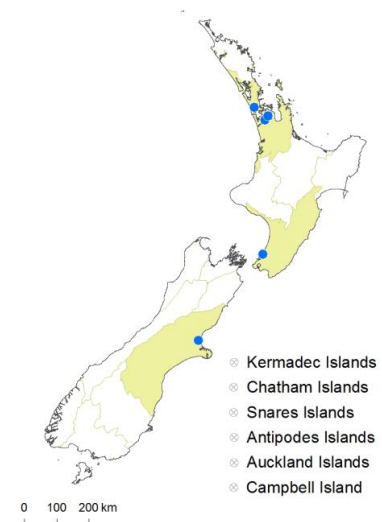 Kermadec Islands
Chatham Islands
Snares Islands
Antipodes Islands
Auckland Islands
Campbell Island
0 100 200 km